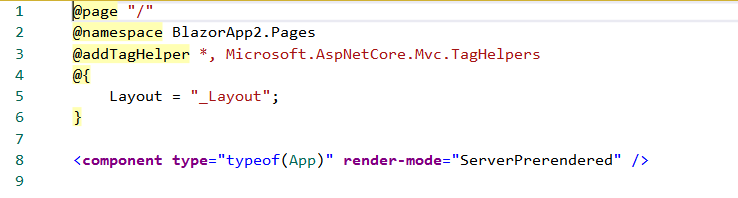 1 @page "/"
2 @namespace BlazorApp2.Pages
3 @addTagHelper *, Microsoft.AspNetCore.Mvc.TagHelpers
4 @{
5     Layout = "_Layout";
6 }
7
8 <component type="typeof(App)" render-mode="ServerPrerendered" />
9